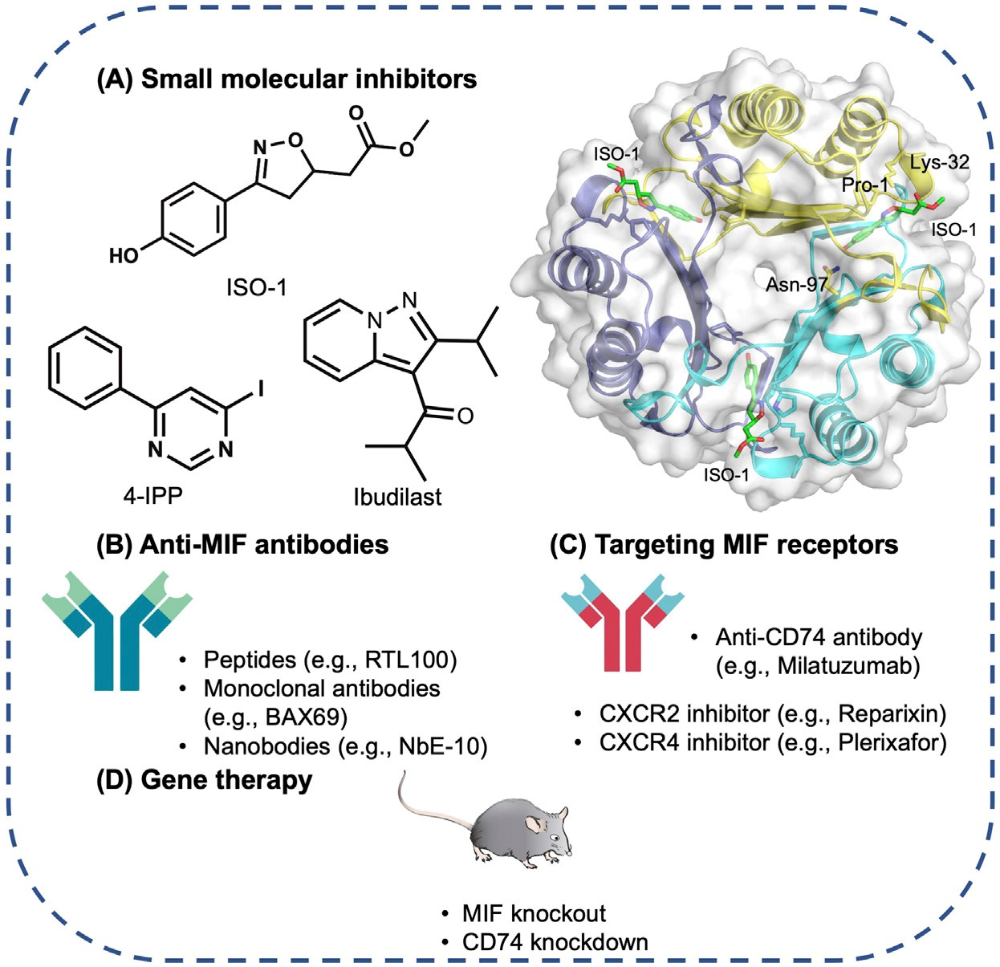 (A) Small molecular inhibitors
O
O
N
O
HO
ISO-1
N
N
O
Ibudilast
I
N
N
4-IPP
ISO-1
Lys-32
Pro-1
ISO-1
Asn-97
ISO-1
(B) Anti-MIF antibodies
• Peptides (e.g., RTL100)
• Monoclonal antibodies
(e.g., BAX69)
• Nanobodies (e.g., NbE-10)
(C) Targeting MIF receptors
• Anti-CD74 antibody
(e.g., Milatuzumab)
• CXCR2 inhibitor (e.g., Reparixin)
• CXCR4 inhibitor (e.g., Plerixafor)
(D) Gene therapy
• MIF knockout
• CD74 knockdown